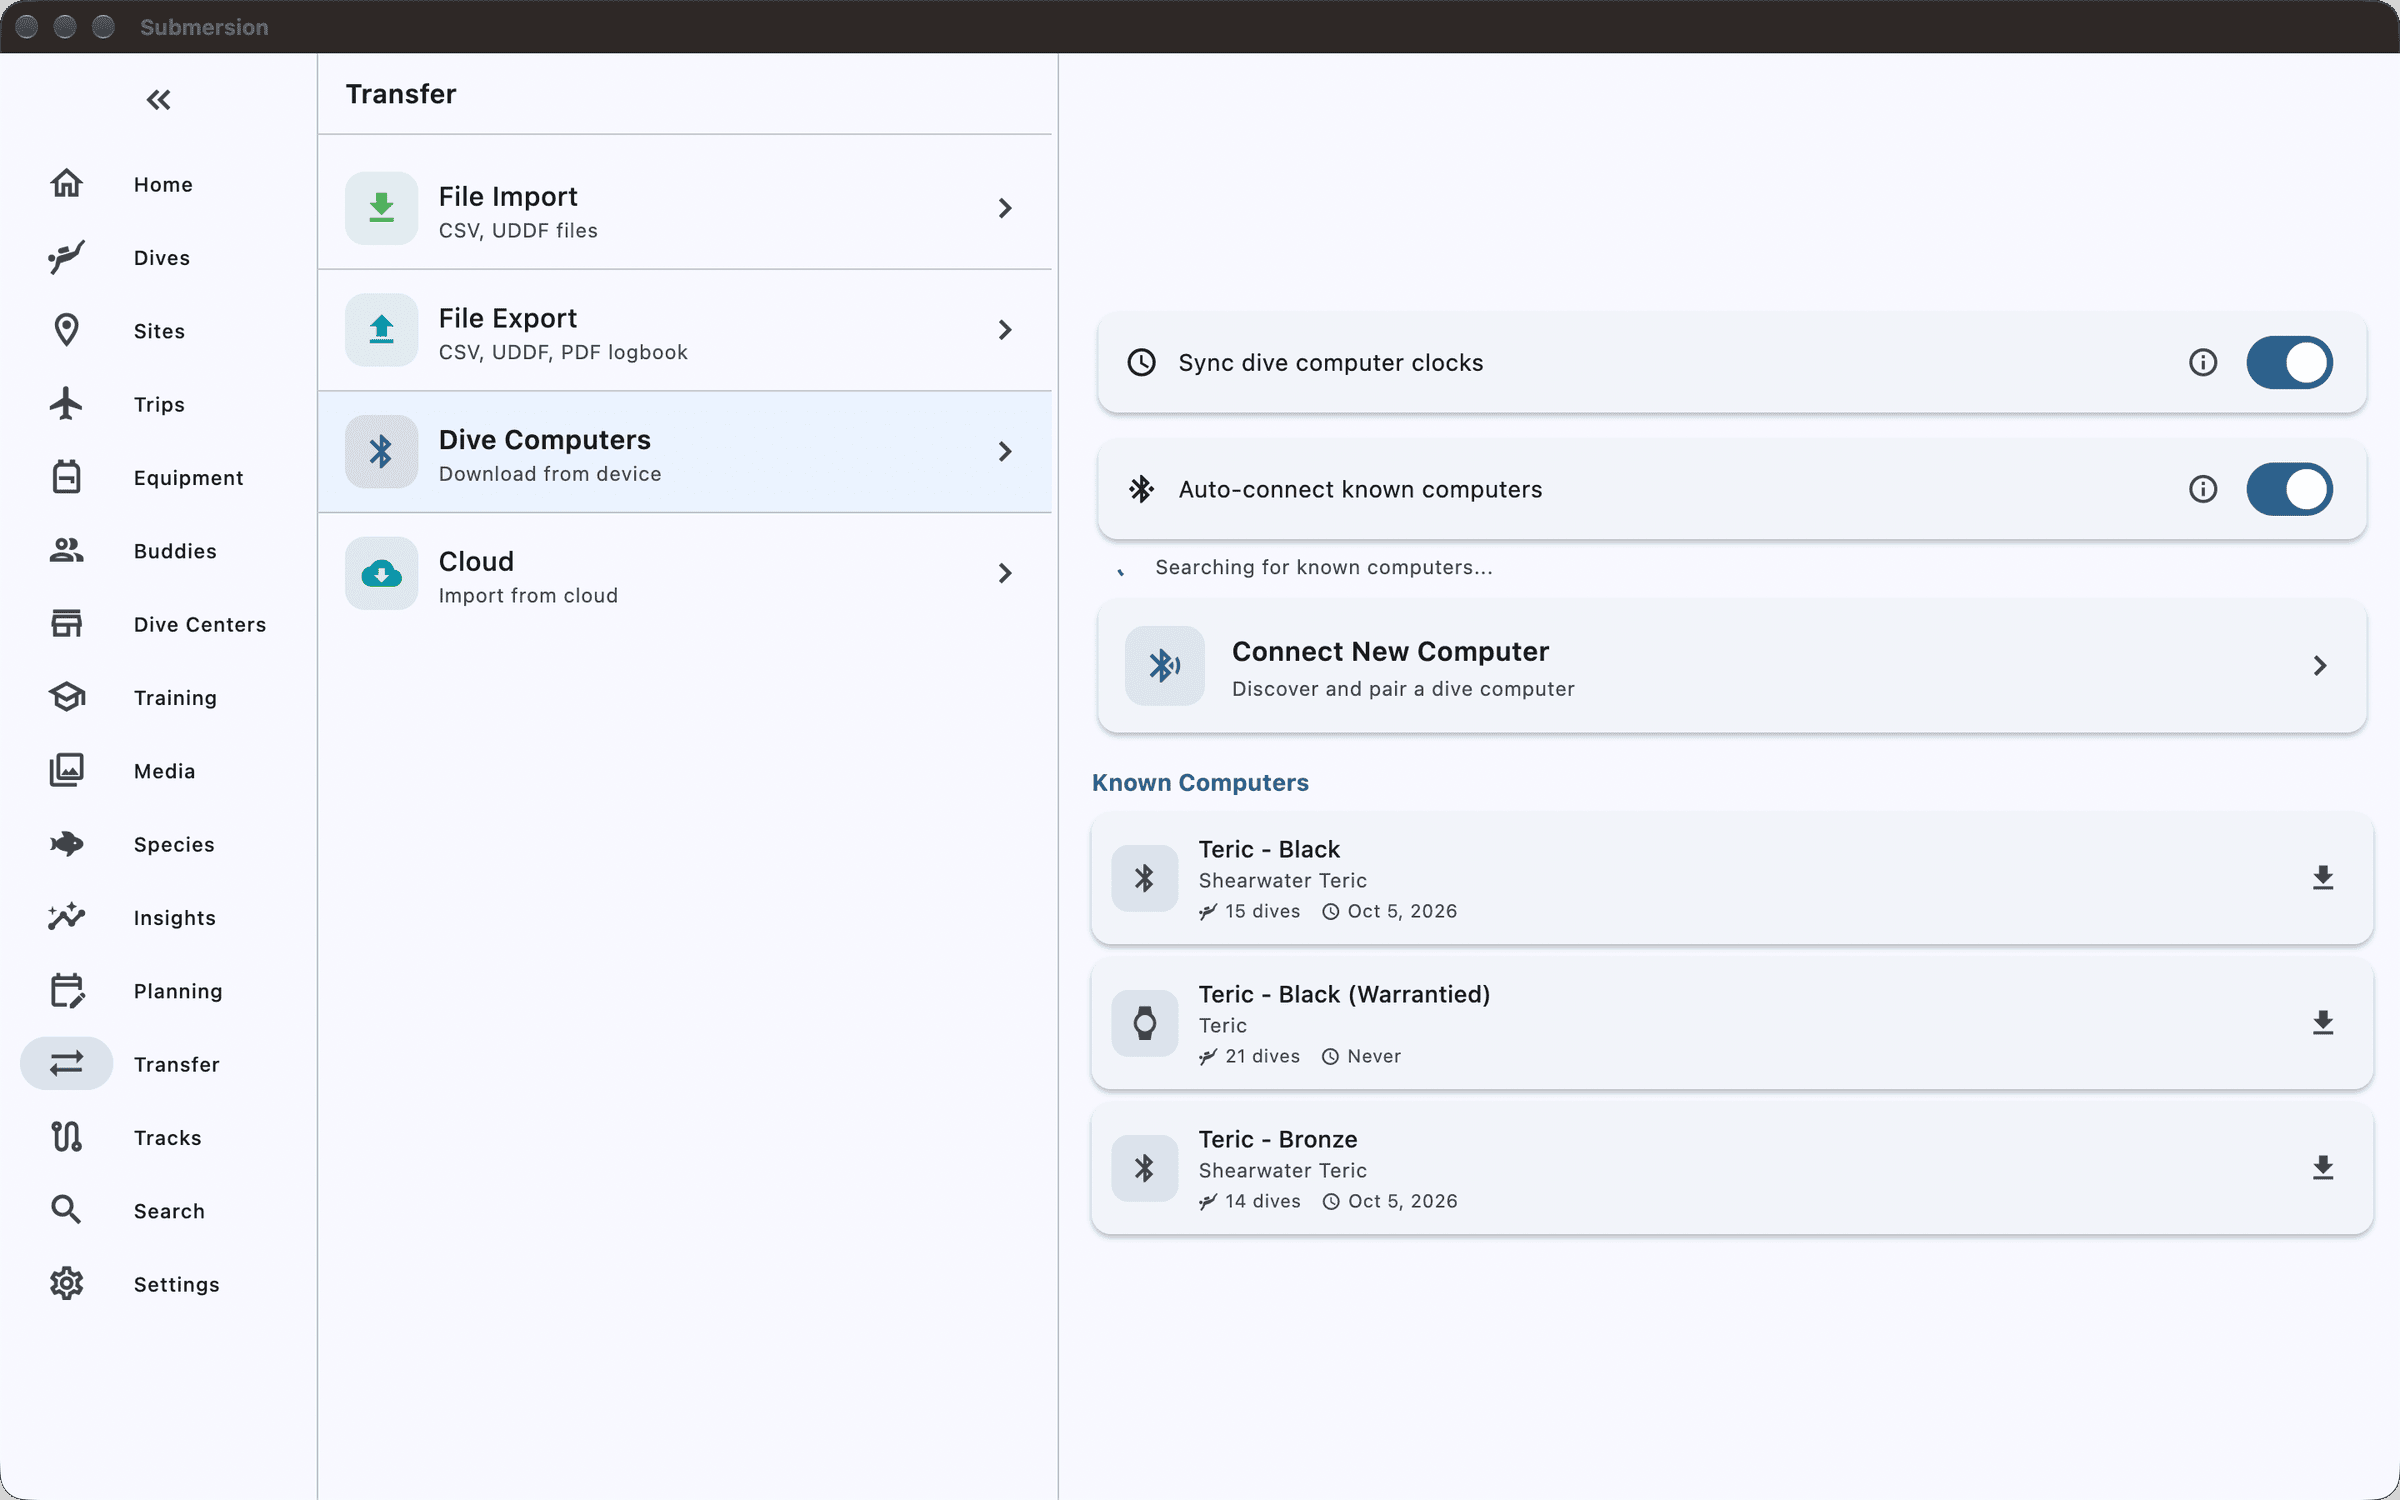 Submersion
Home
Dives
Sites
Trips
Equipment
Buddies
Dive Centers
Training
Media
Species
Insights
Planning
Transfer
Tracks
Search
Settings
Transfer
File Import
CSV, UDDF files
File Export
CSV, UDDF, PDF logbook
Dive Computers
Download from device
Cloud
Import from cloud
Sync dive computer clocks
Auto-connect known computers
Searching for known computers...
Connect New Computer
Discover and pair a dive computer
Known Computers
Teric - Black
Shearwater Teric
15 dives Oct 5, 2026
Teric - Black (Warrantied)
Teric
21 dives Never
Teric - Bronze
Shearwater Teric
14 dives Oct 5, 2026